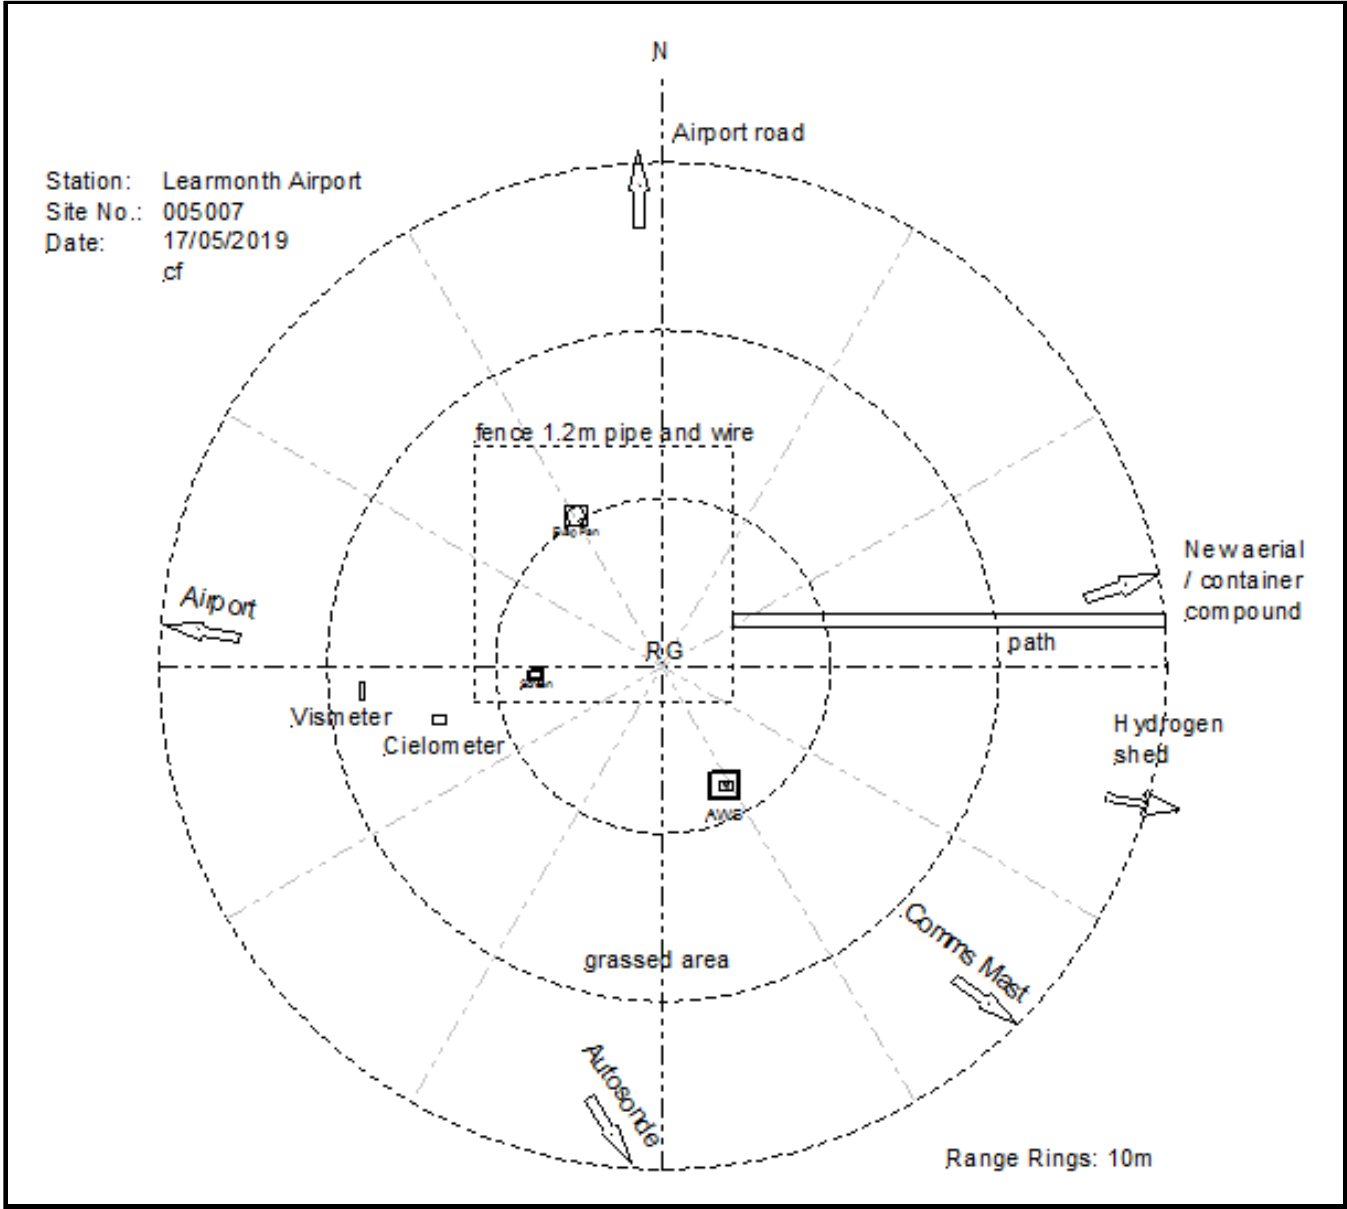 N
Airport road
Station: Learmonth Airport
Site No.: 005007
Date: 17/05/2019
cf
fence 1.2m pipe and wire
Evap Pan
New aerial
/ container
compound
Airport
RG
path
Vismeter
Cielometer
Hydrogen
shed
AWS
Comms Mast
grassed area
Autosonde
Range Rings: 10m